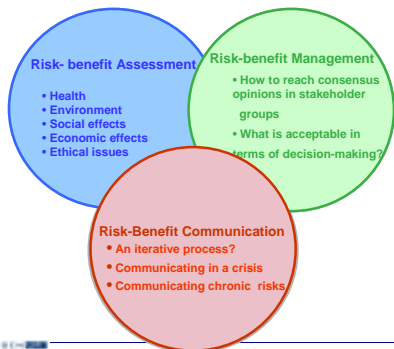 Risk- benefit Assessment
• Health
• Environment
• Social effects
• Economic effects
• Ethical issues
Risk-benefit Management
• How to reach consensus
opinions in stakeholder
groups
• What is acceptable in
terms of decision-making?
Risk-Benefit Communication
• An iterative process?
• Communicating in a crisis
• Communicating chronic risks